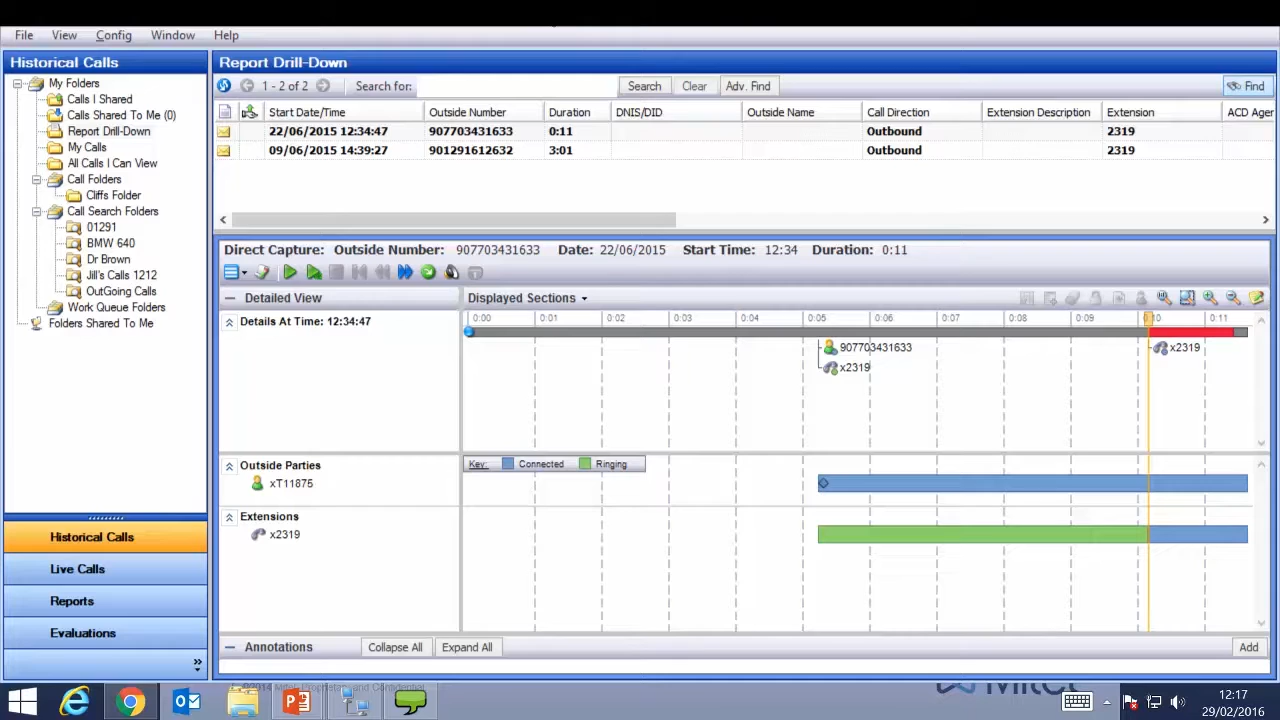 File View Config Window Help
Historical Calls
Report Drill-Down
My Folders
Calls I Shared
Calls Shared To Me (0)
Report Drill-Down
My Calls
All Calls I Can View
Call Folders
Cliffs Folder
Call Search Folders
01291
BMW 640
Dr Brown
Jill's Calls 1212
OutGoing Calls
Work Queue Folders
Folders Shared To Me
Historical Calls
Live Calls
Reports
Evaluations
»
1 - 2 of 2 Search for: Search Clear Adv. Find Find
Start Date/Time Outside Number Duration DNIS/DID Outside Name Call Direction Extension Description Extension ACD Ager
22/06/2015 12:34:47 907703431633 0:11 Outbound 2319
09/06/2015 14:39:27 901291612632 3:01 Outbound 2319
Direct Capture: Outside Number: 907703431633 Date: 22/06/2015 Start Time: 12:34 Duration: 0:11
Detailed View Displayed Sections
Details At Time: 12:34:47 0:00 0:01 0:02 0:03 0:04 0:05 0:06 0:07 0:08 0:09 0:10 0:11
907703431633 x2319
x2319
Outside Parties Key: Connected Ringing
xT11875
Extensions
x2319
Annotations Collapse All Expand All Add
©2014 Mitel Proprietary and Confidential
Mitel
12:17
29/02/2016